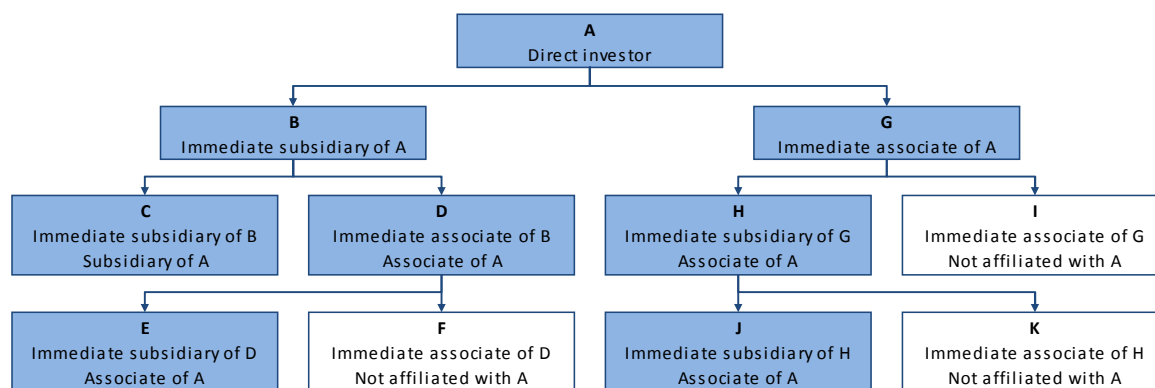 A
Direct investor
B
Immediate subsidiary of A
G
Immediate associate of A
C
Immediate subsidiary of B
Subsidiary of A
D
Immediate associate of B
Associate of A
H
Immediate subsidiary of G
Associate of A
I
Immediate associate of G
Not affiliated with A
E
Immediate subsidiary of D
Associate of A
F
Immediate associate of D
Not affiliated with A
J
Immediate subsidiary of H
Associate of A
K
Immediate associate of H
Not affiliated with A